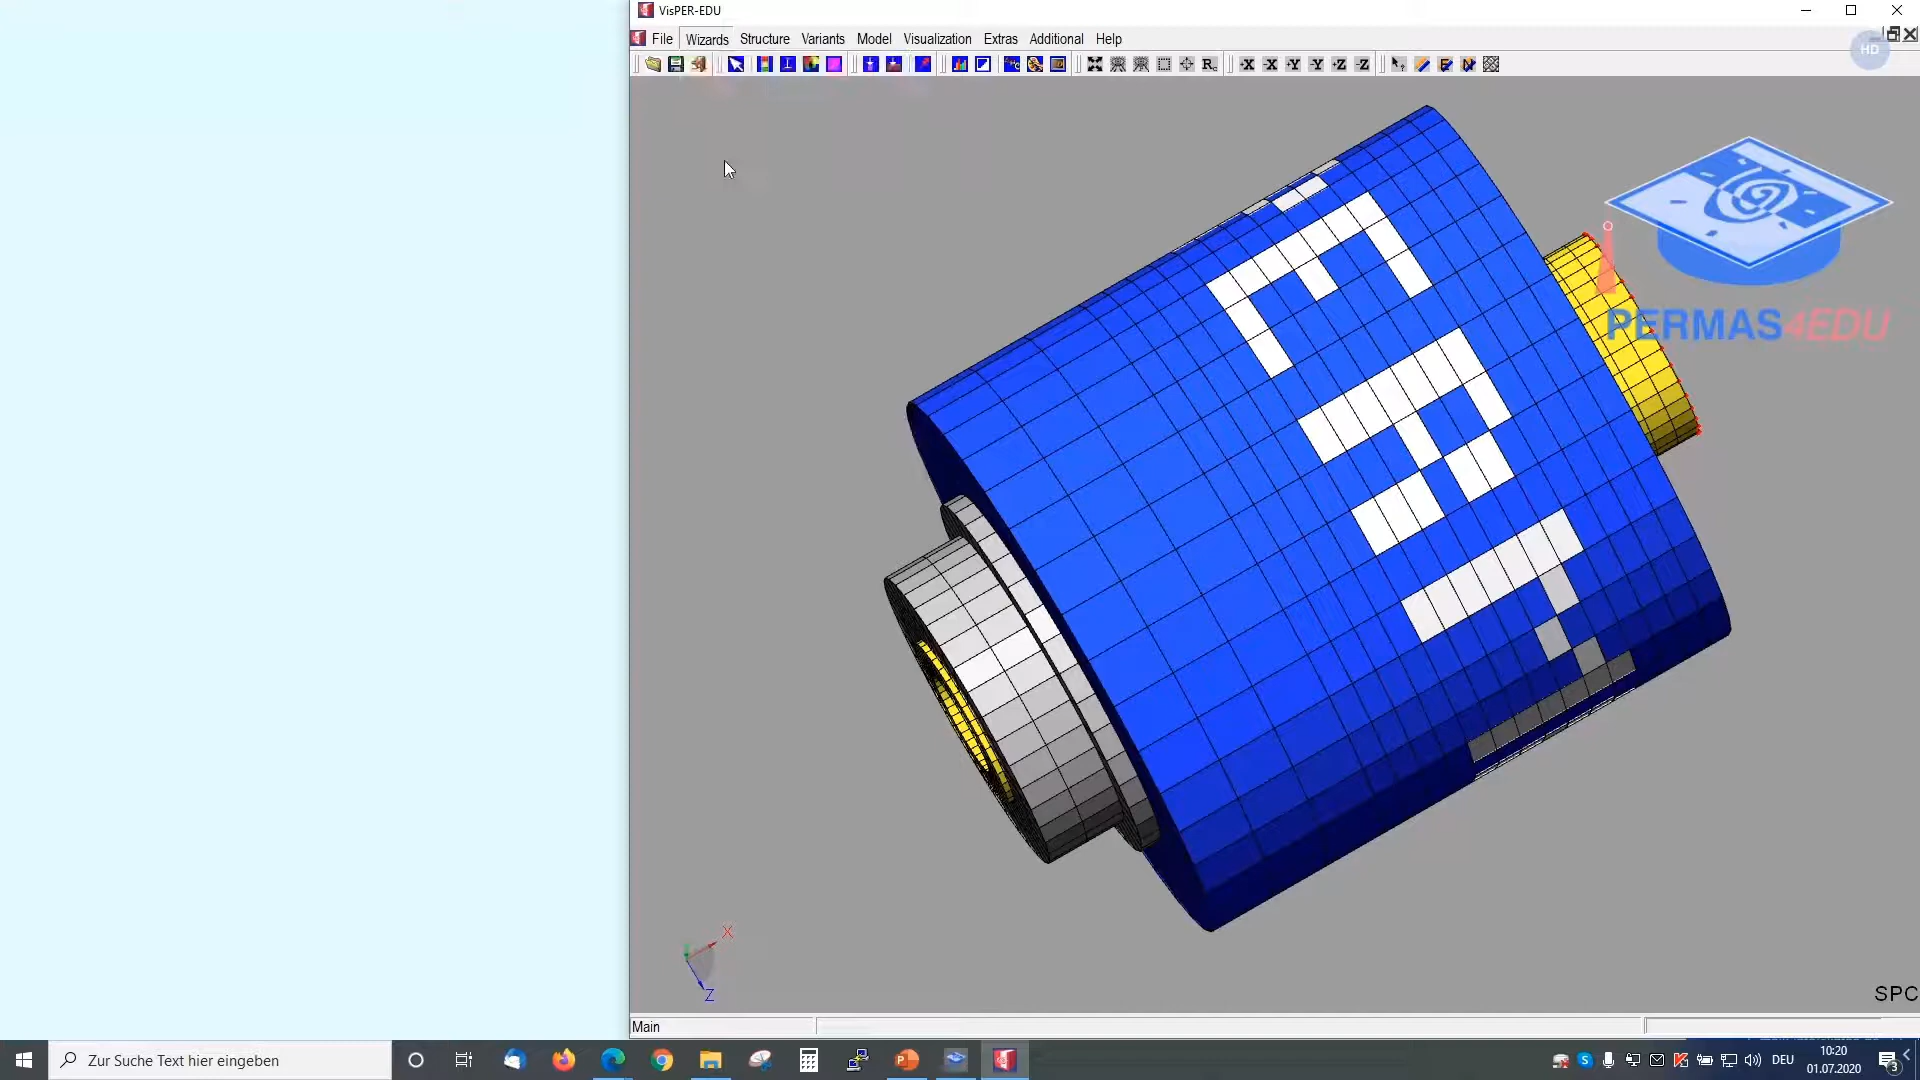 VisPER-EDU
File Wizards Structure Variants Model Visualization Extras Additional Help
HD
+X -X +Y -Y +Z -Z
PERMAS4EDU
X
Z
SPC
Main
Zur Suche Text hier eingeben
DEU
10:20
01.07.2020
3